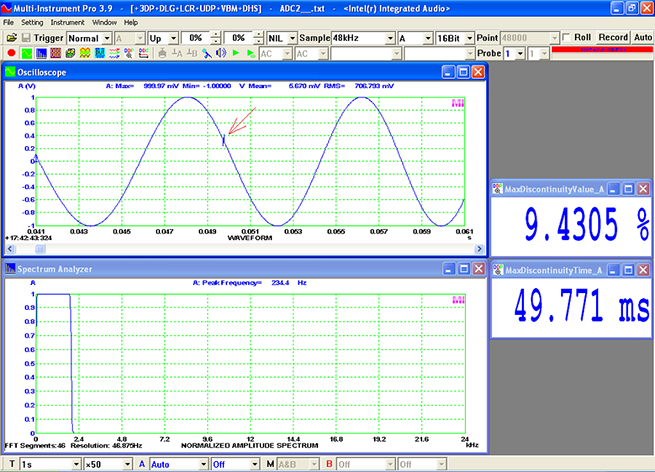 Multi-Instrument Pro 3.9 - [+3DP+DLG+LCR+UDP+VBM+DHS] - ADC2__.txt - <Intel(r) Integrated Audio>
File Setting Instrument Window Help
Trigger Normal A Up 0% 0% NIL Sample 48kHz A 16Bit Point 48000 Roll Record Auto
AC AC Probe 1 1
Oscilloscope
A (V) A: Max= 999.97 mV Min= -1.00000 V Mean= 5.670 mV RMS= 706.793 mV
MI
1
0.8
0.6
0.4
0.2
0
-0.2
-0.4
-0.6
-0.8
-1
0.041 0.043 0.045 0.047 0.049 0.051 0.053 0.055 0.057 0.059 0.061
+17:42:43:324 WAVEFORM s
MaxDiscontinuityValue_A
9.4305 %
MaxDiscontinuityTime_A
49.771 ms
Spectrum Analyzer
A A: Peak Frequency= 234.4 Hz
MI
1
0.9
0.8
0.7
0.6
0.5
0.4
0.3
0.2
0.1
0
0 2.4 4.8 7.2 9.6 12 14.4 16.8 19.2 21.6 24
FFT Segments:46 Resolution: 46.875Hz NORMALIZED AMPLITUDE SPECTRUM kHz
T 1s ×50 A Auto Off M A&B B Off Off